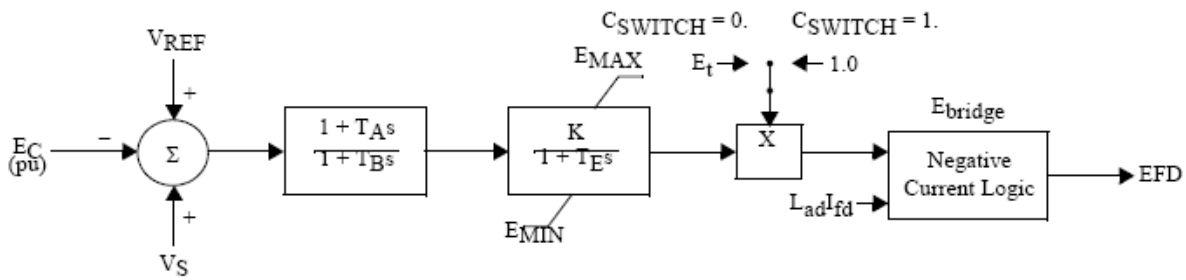 C_SWITCH = 0. C_SWITCH = 1.
V_REF
E_MAX
E_t
1.0
+
E_bridge
E_C
(pu)
−
Σ
1 + T_A s
1 + T_B s
K
1 + T_E s
X
Negative
Current Logic
EFD
L_ad I_fd
+
E_MIN
V_S